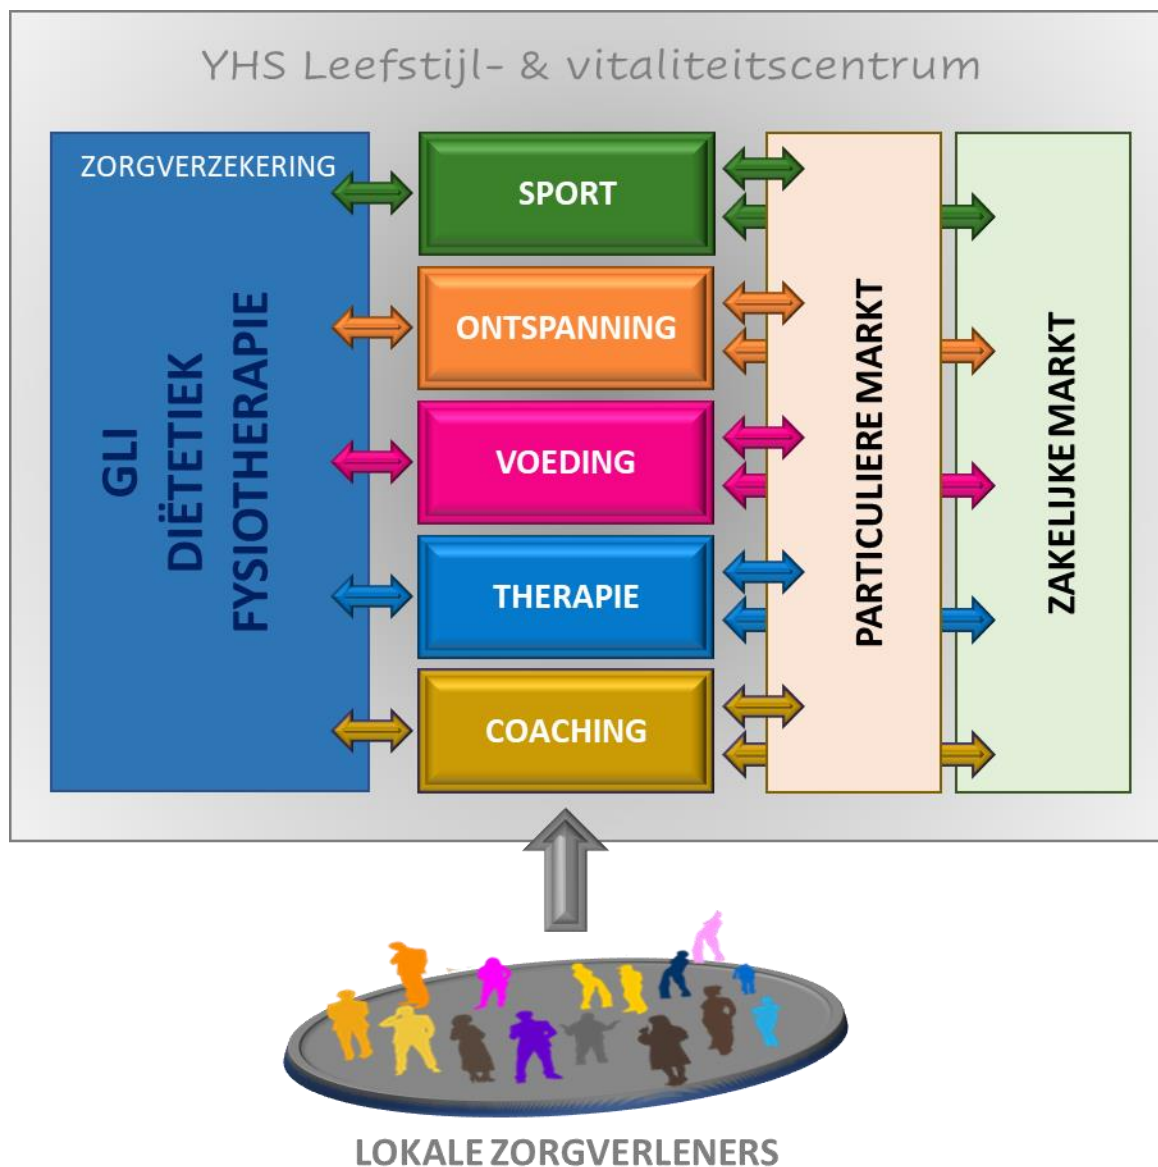 YHS Leefstijl- & vitaliteitscentrum
ZORGVERZEKERING
GLI
DIËTETIEK
FYSIOTHERAPIE
SPORT
ONTSPANNING
VOEDING
THERAPIE
COACHING
PARTICULIERE MARKT
ZAKELIJKE MARKT
LOKALE ZORGVERLENERS